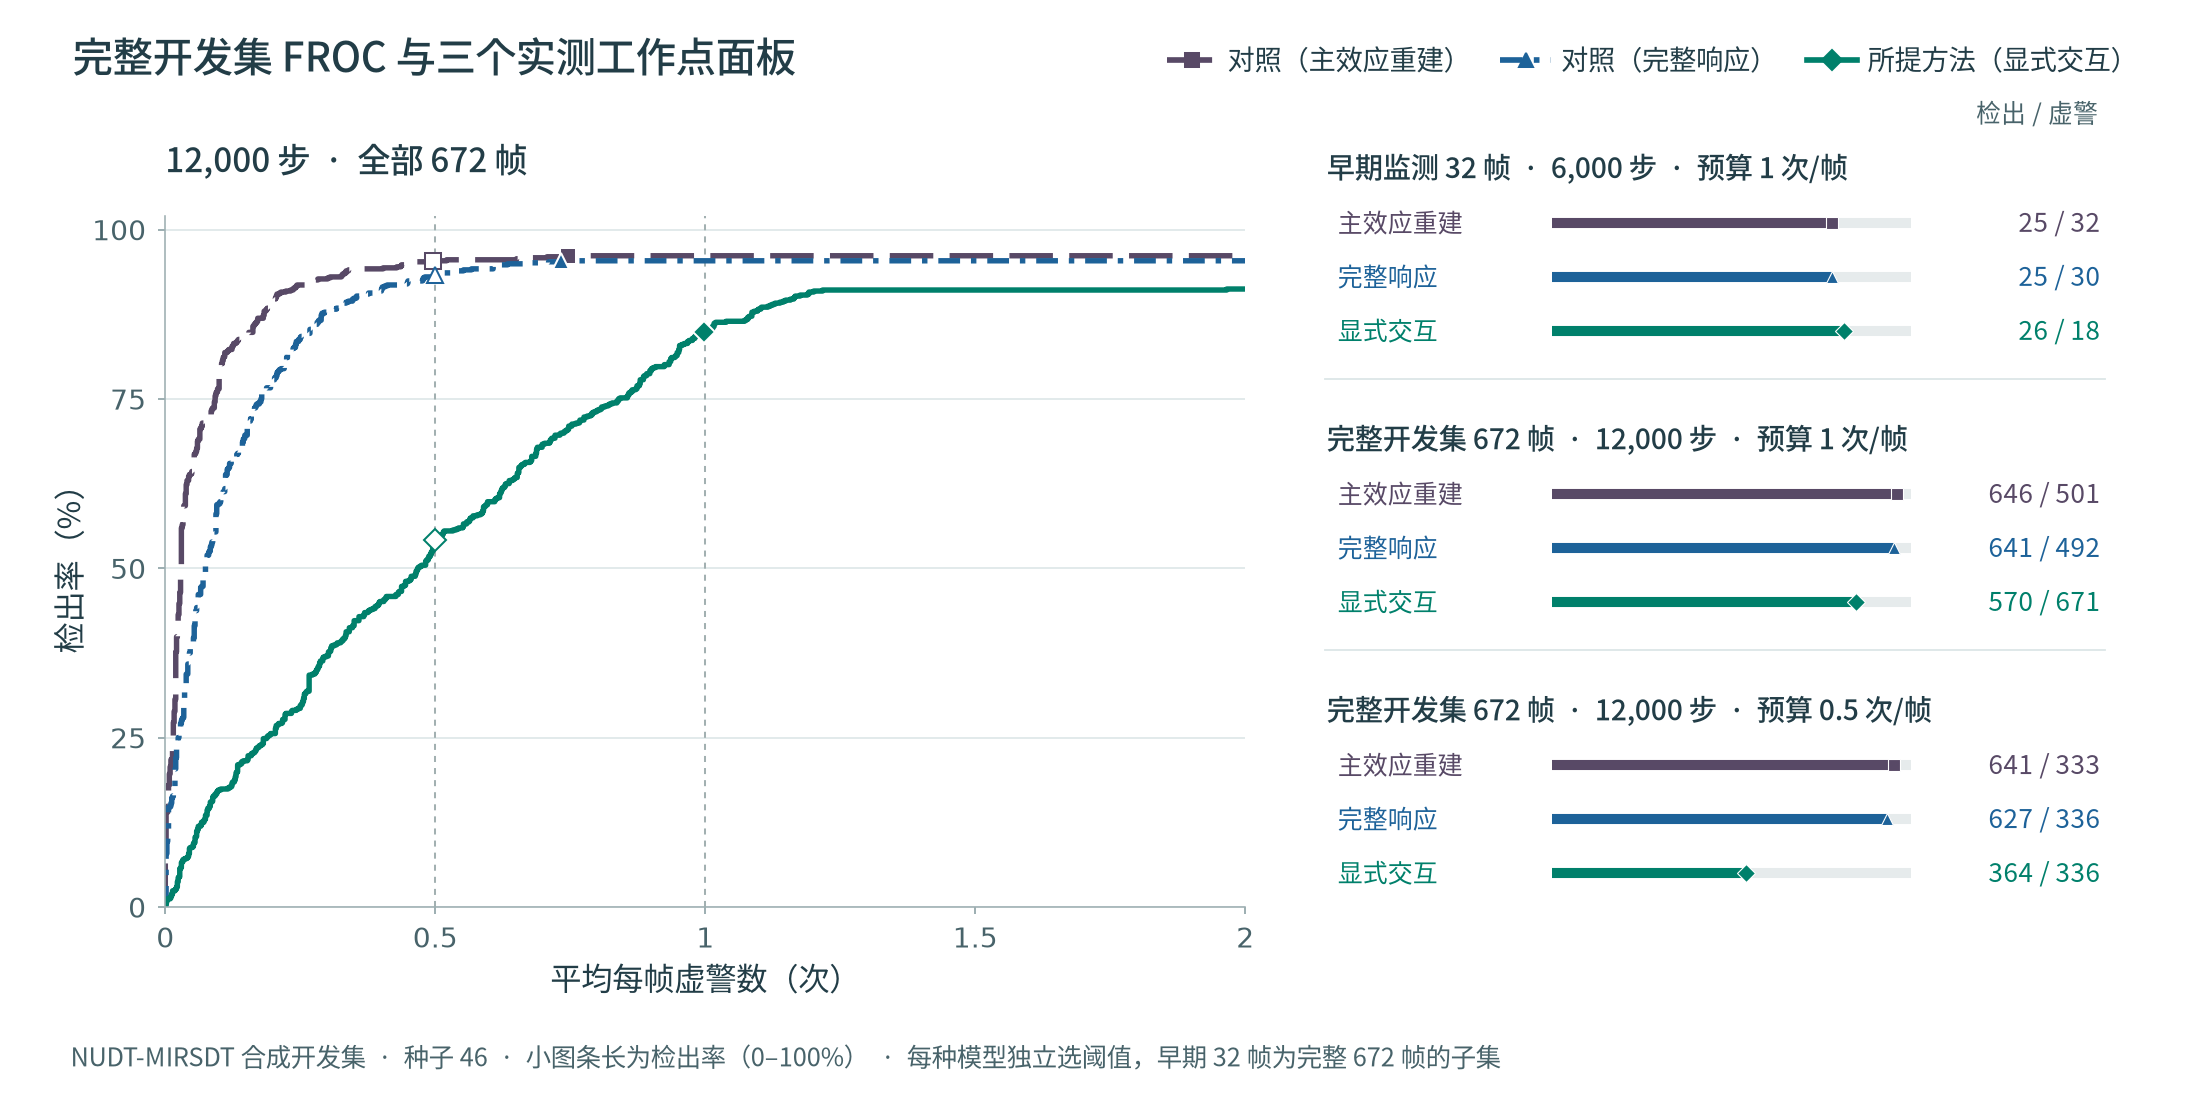 完整开发集 FROC 与三个实测工作点面板
对照（主效应重建）
对照（完整响应）
所提方法（显式交互）
检出 / 虚警
12,000 步 · 全部 672 帧
100
75
50
25
0
检出率（%）
0
0.5
1
1.5
2
平均每帧虚警数（次）
早期监测 32 帧 · 6,000 步 · 预算 1 次/帧
主效应重建 25 / 32
完整响应 25 / 30
显式交互 26 / 18
完整开发集 672 帧 · 12,000 步 · 预算 1 次/帧
主效应重建 646 / 501
完整响应 641 / 492
显式交互 570 / 671
完整开发集 672 帧 · 12,000 步 · 预算 0.5 次/帧
主效应重建 641 / 333
完整响应 627 / 336
显式交互 364 / 336
NUDT-MIRSDT 合成开发集 · 种子 46 · 小图条长为检出率（0–100%） · 每种模型独立选阈值，早期 32 帧为完整 672 帧的子集